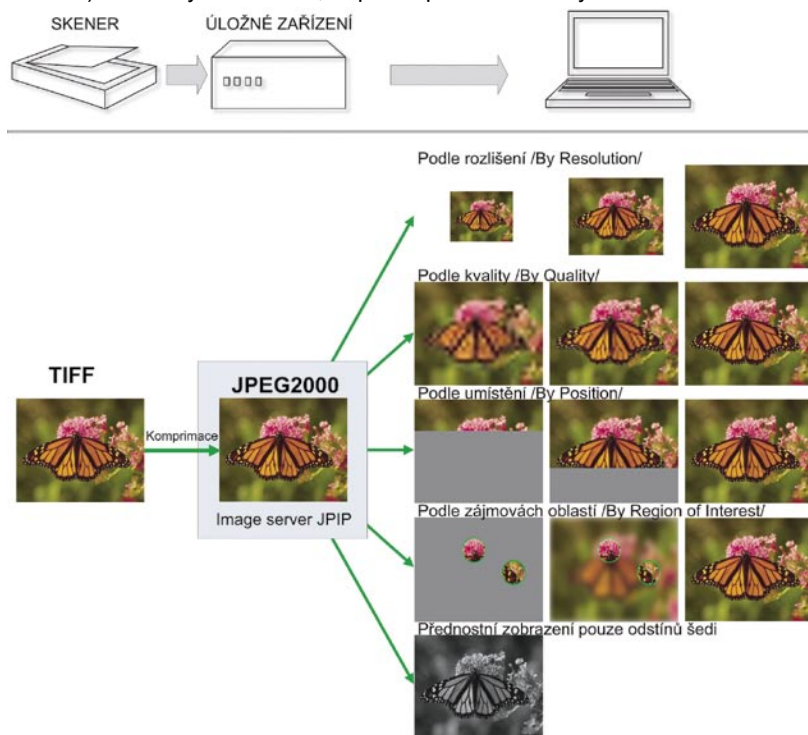 SKENER
ÚLOŽNÉ ZAŘÍZENÍ
Podle rozlišení /By Resolution/
Podle kvality /By Quality/
TIFF
JPEG2000
Podle umístění /By Position/
Komprimace
Image server JPIP
Podle zájmovách oblastí /By Region of Interest/
Přednostní zobrazení pouze odstínů šedi